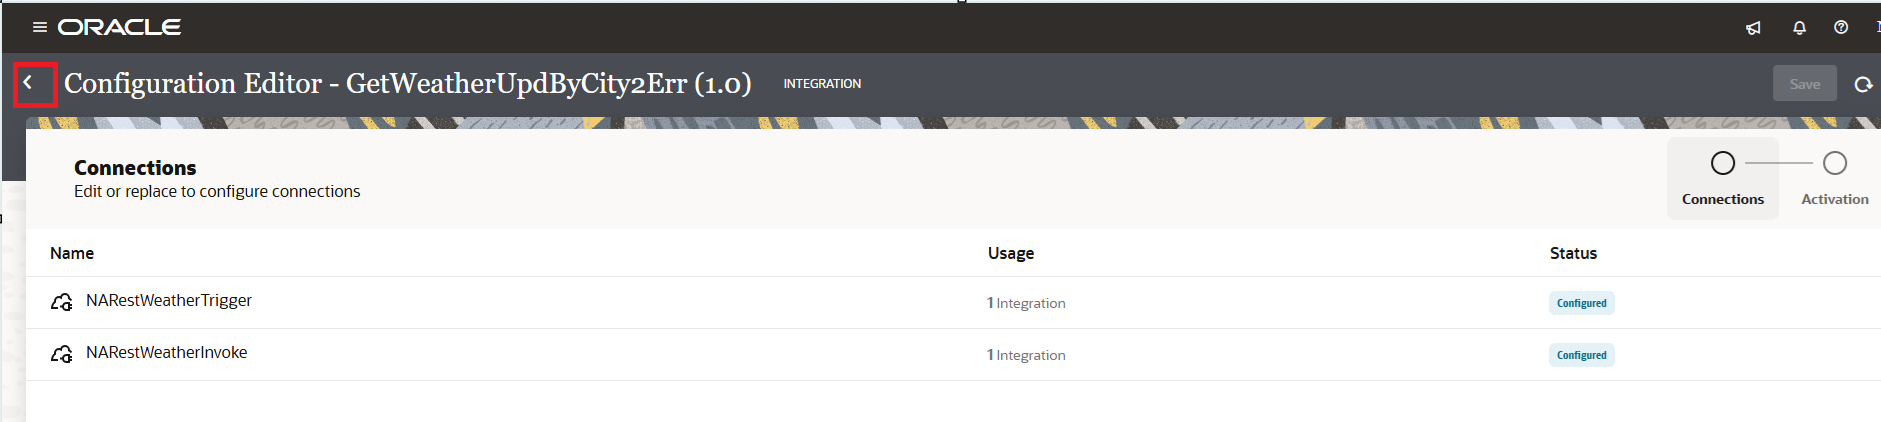 ORACLE
Configuration Editor - GetWeatherUpdByCity2Err (1.0) INTEGRATION Save
Connections
Edit or replace to configure connections
Connections Activation
Name Usage Status
NARestWeatherTrigger 1 Integration Configured
NARestWeatherInvoke 1 Integration Configured